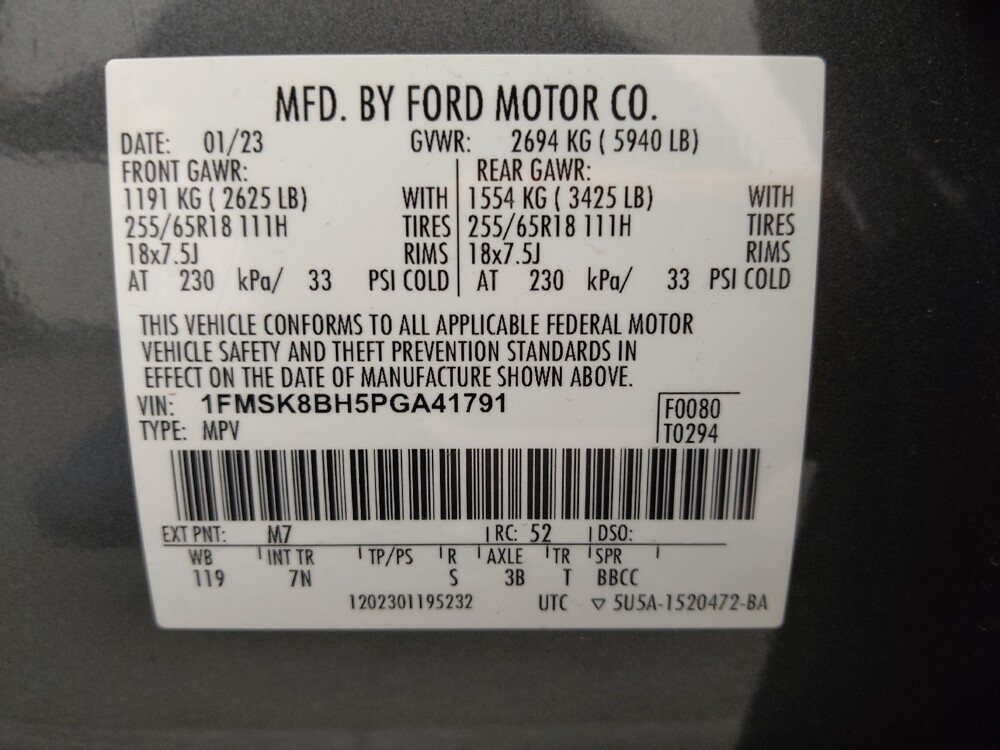 MFD. BY FORD MOTOR CO.
DATE: 01/23 GVWR: 2694 KG ( 5940 LB)
FRONT GAWR: REAR GAWR:
1191 KG ( 2625 LB) WITH 1554 KG ( 3425 LB) WITH
255/65R18 111H TIRES 255/65R18 111H TIRES
18x7.5J RIMS 18x7.5J RIMS
AT 230 kPa/ 33 PSI COLD AT 230 kPa/ 33 PSI COLD
THIS VEHICLE CONFORMS TO ALL APPLICABLE FEDERAL MOTOR
VEHICLE SAFETY AND THEFT PREVENTION STANDARDS IN
EFFECT ON THE DATE OF MANUFACTURE SHOWN ABOVE.
VIN: 1FMSK8BH5PGA41791 F0080
TYPE: MPV T0294
EXT PNT: M7 RC: 52 DSO:
WB INT TR TP/PS R AXLE TR SPR
119 7N S 3B T BBCC
1202301195232 UTC ▽ 5U5A-1520472-BA